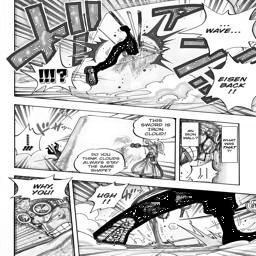 ...
WAVE...
EISEN
BACK
!!
!!!?
THIS
SWORD IS
IRON
CLOUD!
DO YOU
THINK CLOUDS
ALWAYS STAY
THE SAME
SHAPE?
AN
IRON
WALL!
WHAT
WAS
THAT
?!
!!!
WHY,
YOU!
UGH
!!